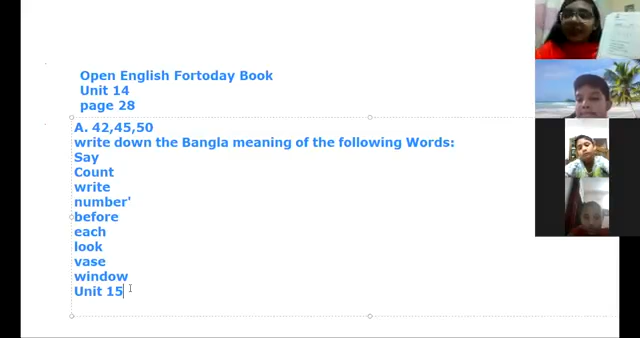 Open English Fortoday Book
Unit 14
page 28
A. 42,45,50
write down the Bangla meaning of the following Words:
Say
Count
write
number'
before
each
look
vase
window
Unit 15